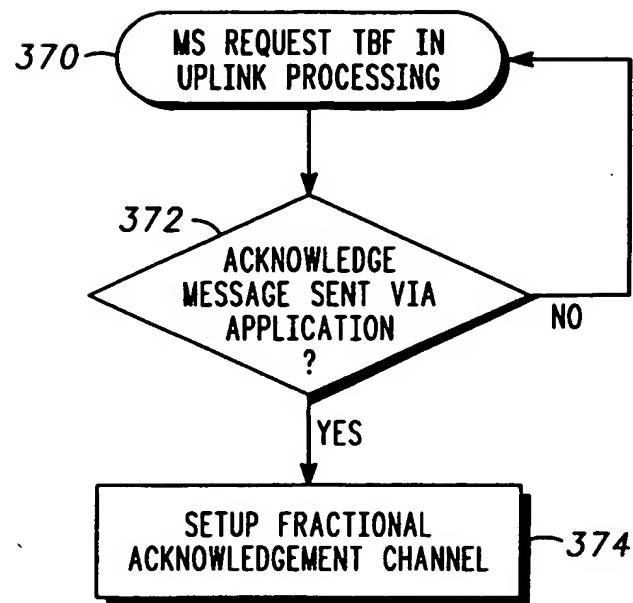 370
MS REQUEST TBF IN
UPLINK PROCESSING
372
ACKNOWLEDGE
MESSAGE SENT VIA
APPLICATION
?
NO
YES
SETUP FRACTIONAL
ACKNOWLEDGEMENT CHANNEL
374